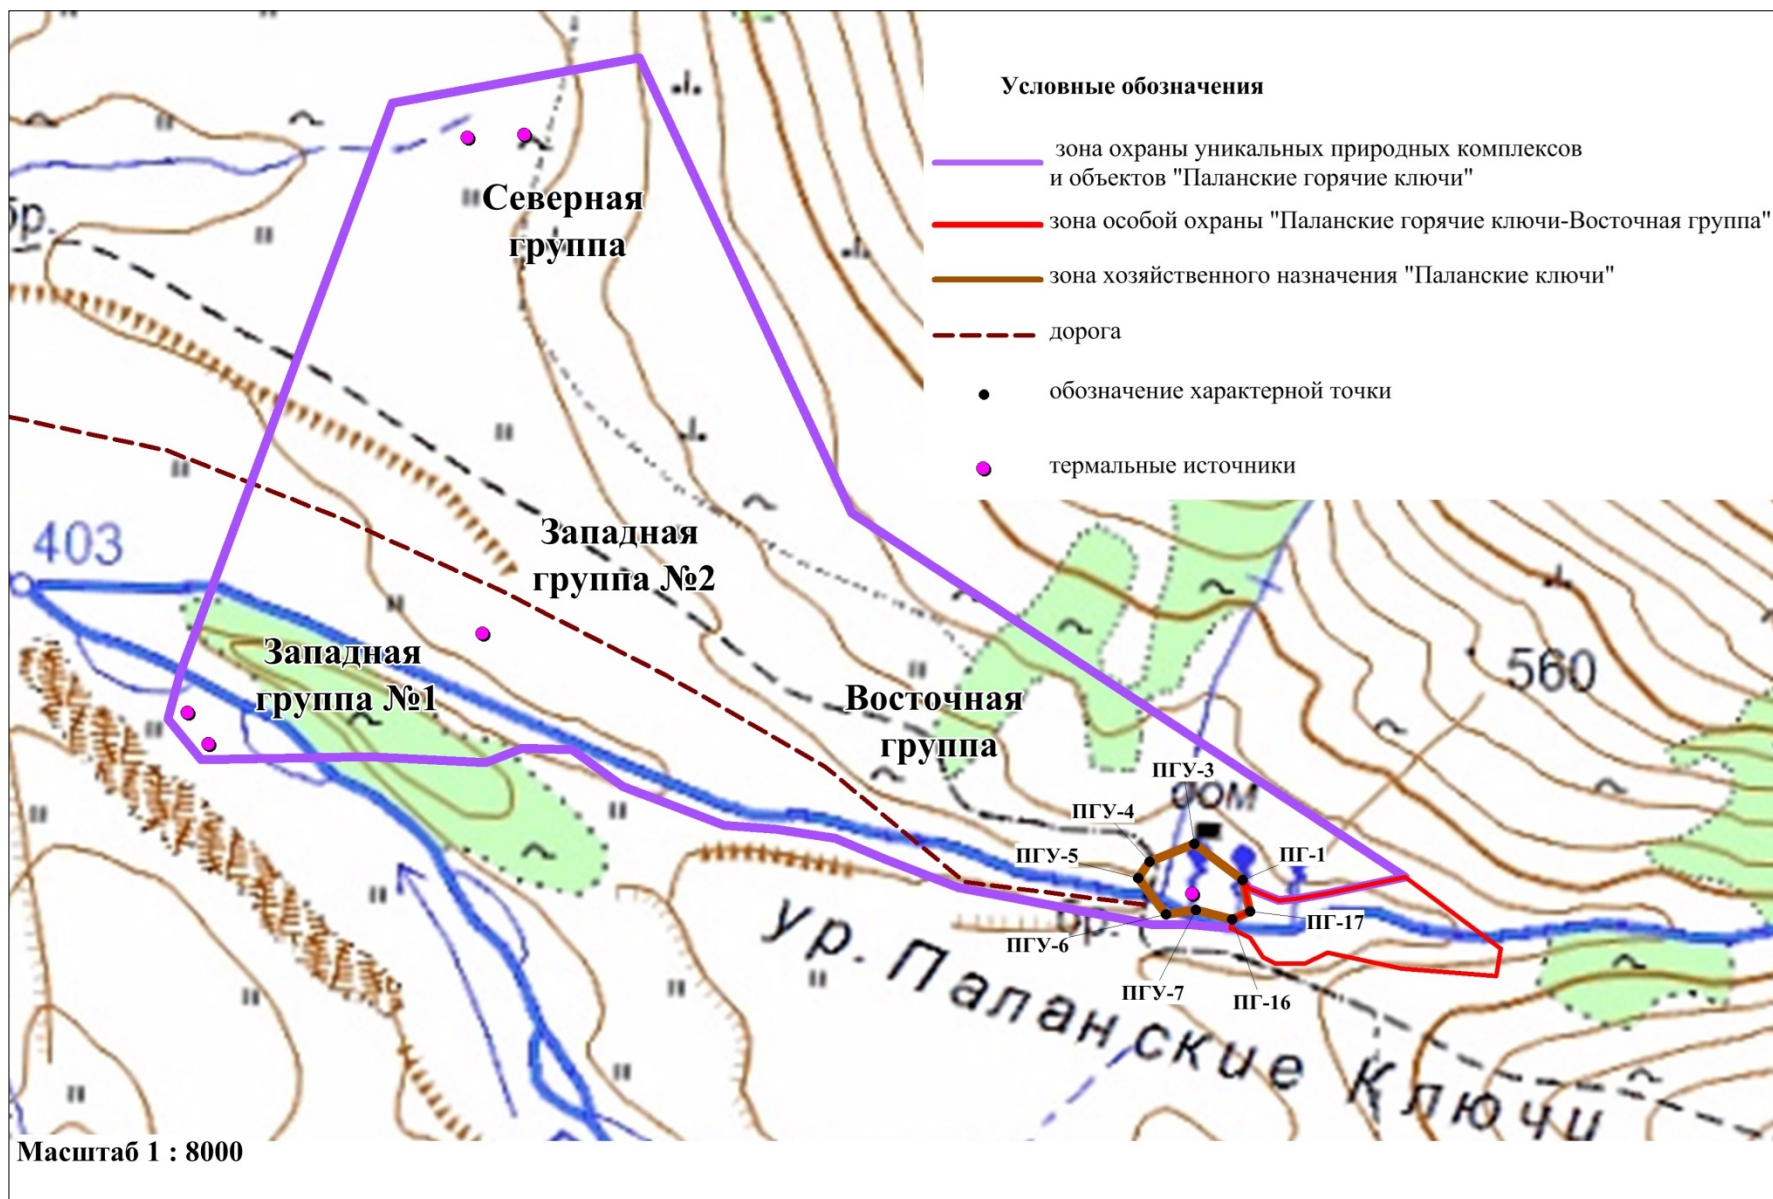 Условные обозначения
зона охраны уникальных природных комплексов
и объектов "Паланские горячие ключи"
зона особой охраны "Паланские горячие ключи-Восточная группа"
зона хозяйственного назначения "Паланские ключи"
дорога
обозначение характерной точки
термальные источники
Северная
группа
бр.
Западная
группа №2
403
Западная
группа №1
560
Восточная
группа
ПГУ-3
дом
ПГУ-4
ПГУ-5
ПГ-1
бр.
ПГ-17
ПГУ-6
ПГУ-7
ПГ-16
ур. Паланские Ключи
Масштаб 1 : 8000